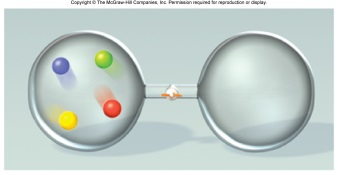 Copyright © The McGraw-Hill Companies, Inc. Permission required for reproduction or display.